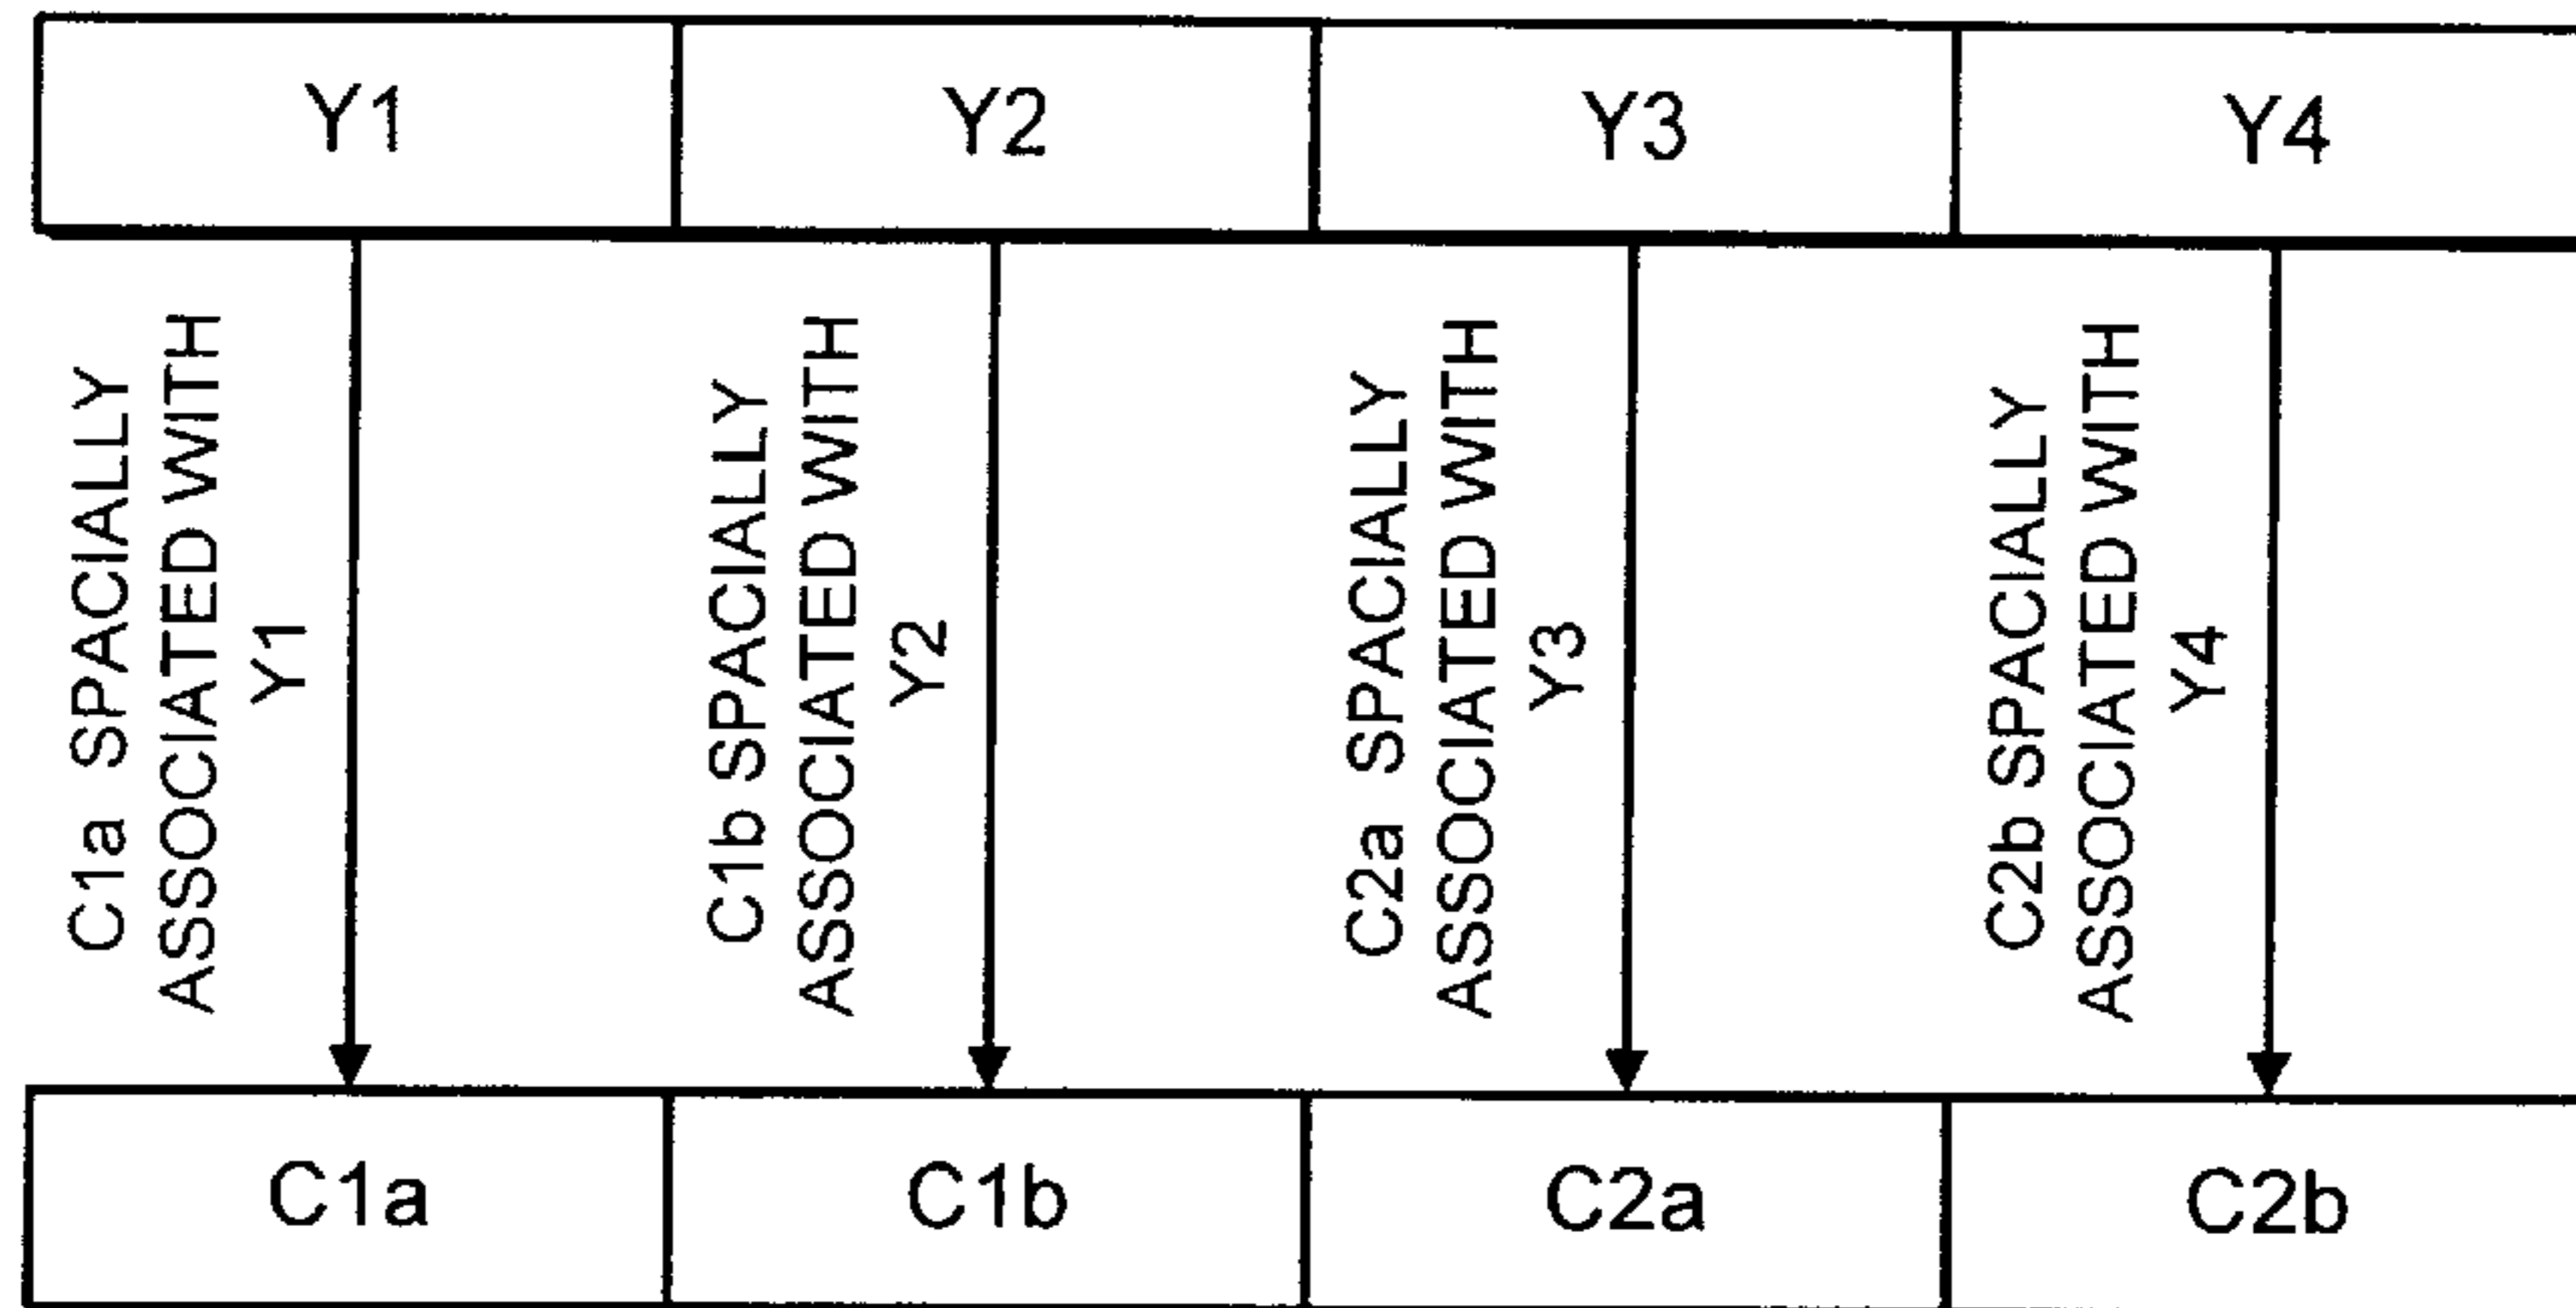 Y1 Y2 Y3 Y4
C1a SPACIALLY
ASSOCIATED WITH
Y1
C1b SPACIALLY
ASSOCIATED WITH
Y2
C2a SPACIALLY
ASSOCIATED WITH
Y3
C2b SPACIALLY
ASSOCIATED WITH
Y4
C1a C1b C2a C2b